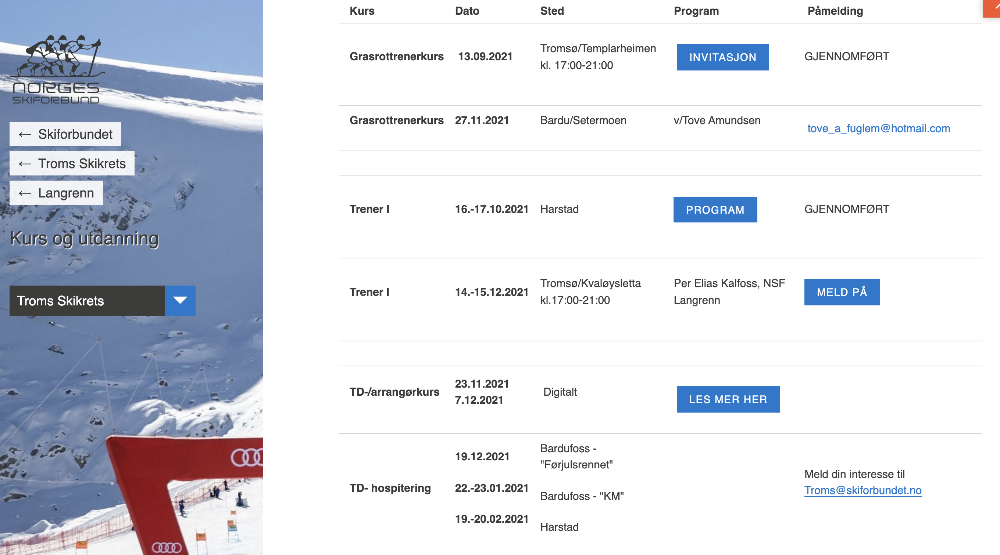 NORGES
SKIFORBUND
← Skiforbundet
← Troms Skikrets
← Langrenn
Kurs og utdanning
Troms Skikrets
Kurs Dato Sted Program Påmelding
Grasrottrenerkurs 13.09.2021 Tromsø/Templarheimen kl. 17:00-21:00 INVITASJON GJENNOMFØRT
Grasrottrenerkurs 27.11.2021 Bardu/Setermoen v/Tove Amundsen tove_a_fuglem@hotmail.com
Trener I 16.-17.10.2021 Harstad PROGRAM GJENNOMFØRT
Trener I 14.-15.12.2021 Tromsø/Kvaløysletta kl.17:00-21:00 Per Elias Kalfoss, NSF Langrenn MELD PÅ
TD-/arrangørkurs 23.11.2021 7.12.2021 Digitalt LES MER HER
TD- hospitering
19.12.2021 Bardufoss - "Førjulsrennet"
22.-23.01.2021 Bardufoss - "KM"
19.-20.02.2021 Harstad
Meld din interesse til
Troms@skiforbundet.no